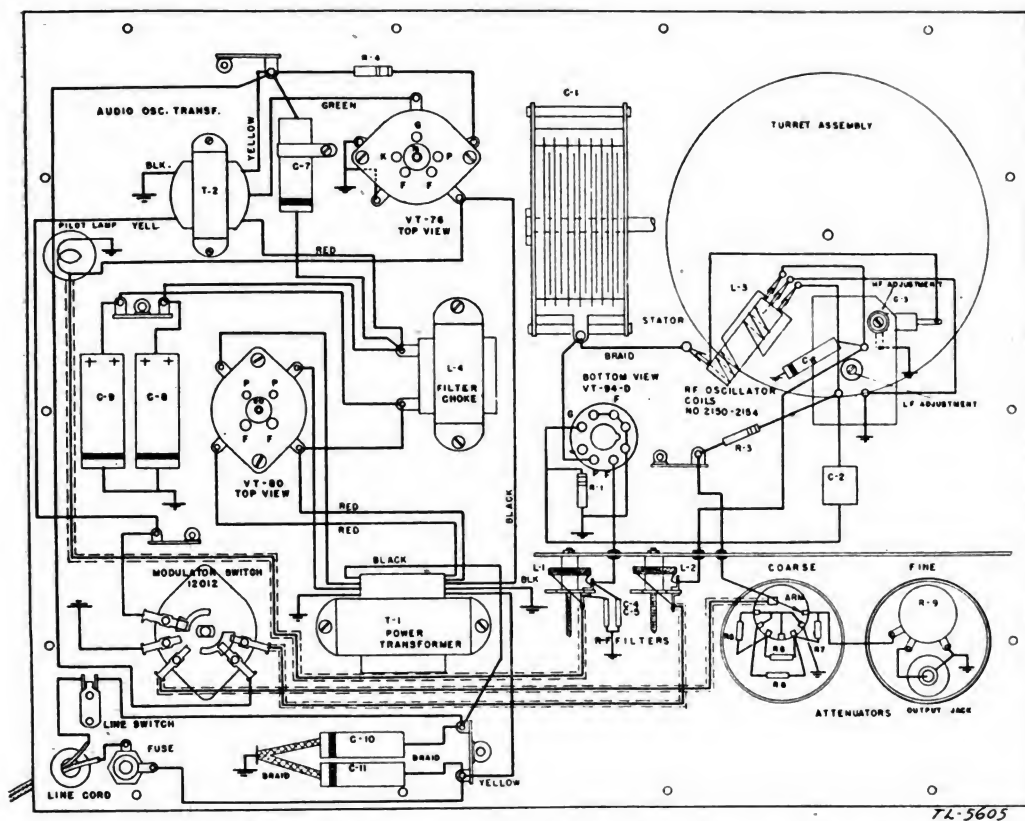 R-4
C-1
AUDIO OSC. TRANSF.
GREEN
YELLOW
TURRET ASSEMBLY
G
K
P
F
F
C-7
BLK.
T-2
VT-76
TOP VIEW
PILOT LAMP
YELL.
RED
L-3
HF ADJUSTMENT
C-3
STATOR
BRAID
L-4
FILTER
CHOKE
BOTTOM VIEW
VT-94-D
F
RF OSCILLATOR
COILS
NO 2150-2154
LF ADJUSTMENT
P
P
F
F
C-9
C-8
G
P
F
R-3
C-2
R-1
VT-80
TOP VIEW
RED
RED
BLACK
BLACK
BLK
MODULATOR SWITCH
12012
L-1
L-2
COARSE
FINE
C-4
C-5
R-F FILTERS
ARM
R-9
T-1
POWER
TRANSFORMER
R6
R7
R8
ATTENUATORS
OUTPUT JACK
LINE SWITCH
FUSE
C-10
C-11
BRAID
BRAID
YELLOW
LINE CORD
TL-5605